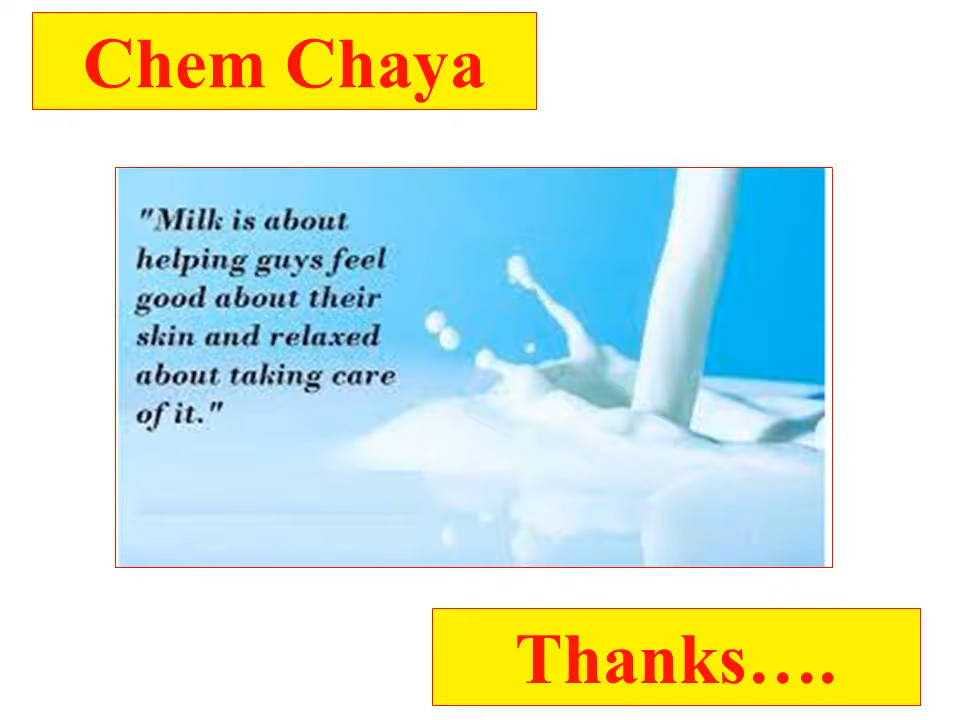 Chem Chaya
"Milk is about
helping guys feel
good about their
skin and relaxed
about taking care
of it."
Thanks….